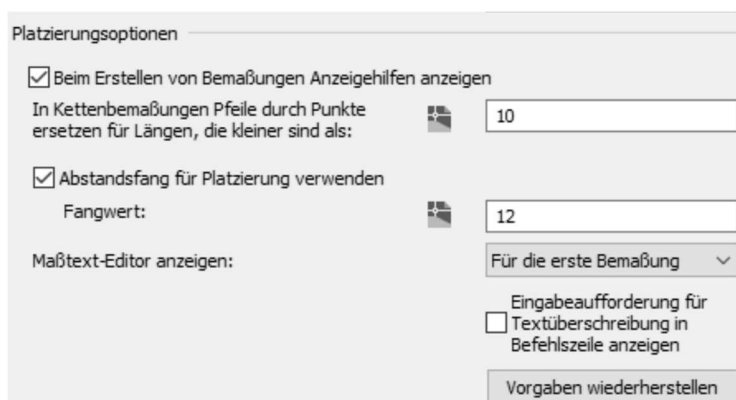 Platzierungsoptionen
Beim Erstellen von Bemaßungen Anzeigehilfen anzeigen
In Kettenbemaßungen Pfeile durch Punkte
ersetzen für Längen, die kleiner sind als:
10
Abstandsfang für Platzierung verwenden
Fangwert:
12
Maßtext-Editor anzeigen:
Für die erste Bemaßung
Eingabeaufforderung für
Textüberschreibung in
Befehlszeile anzeigen
Vorgaben wiederherstellen